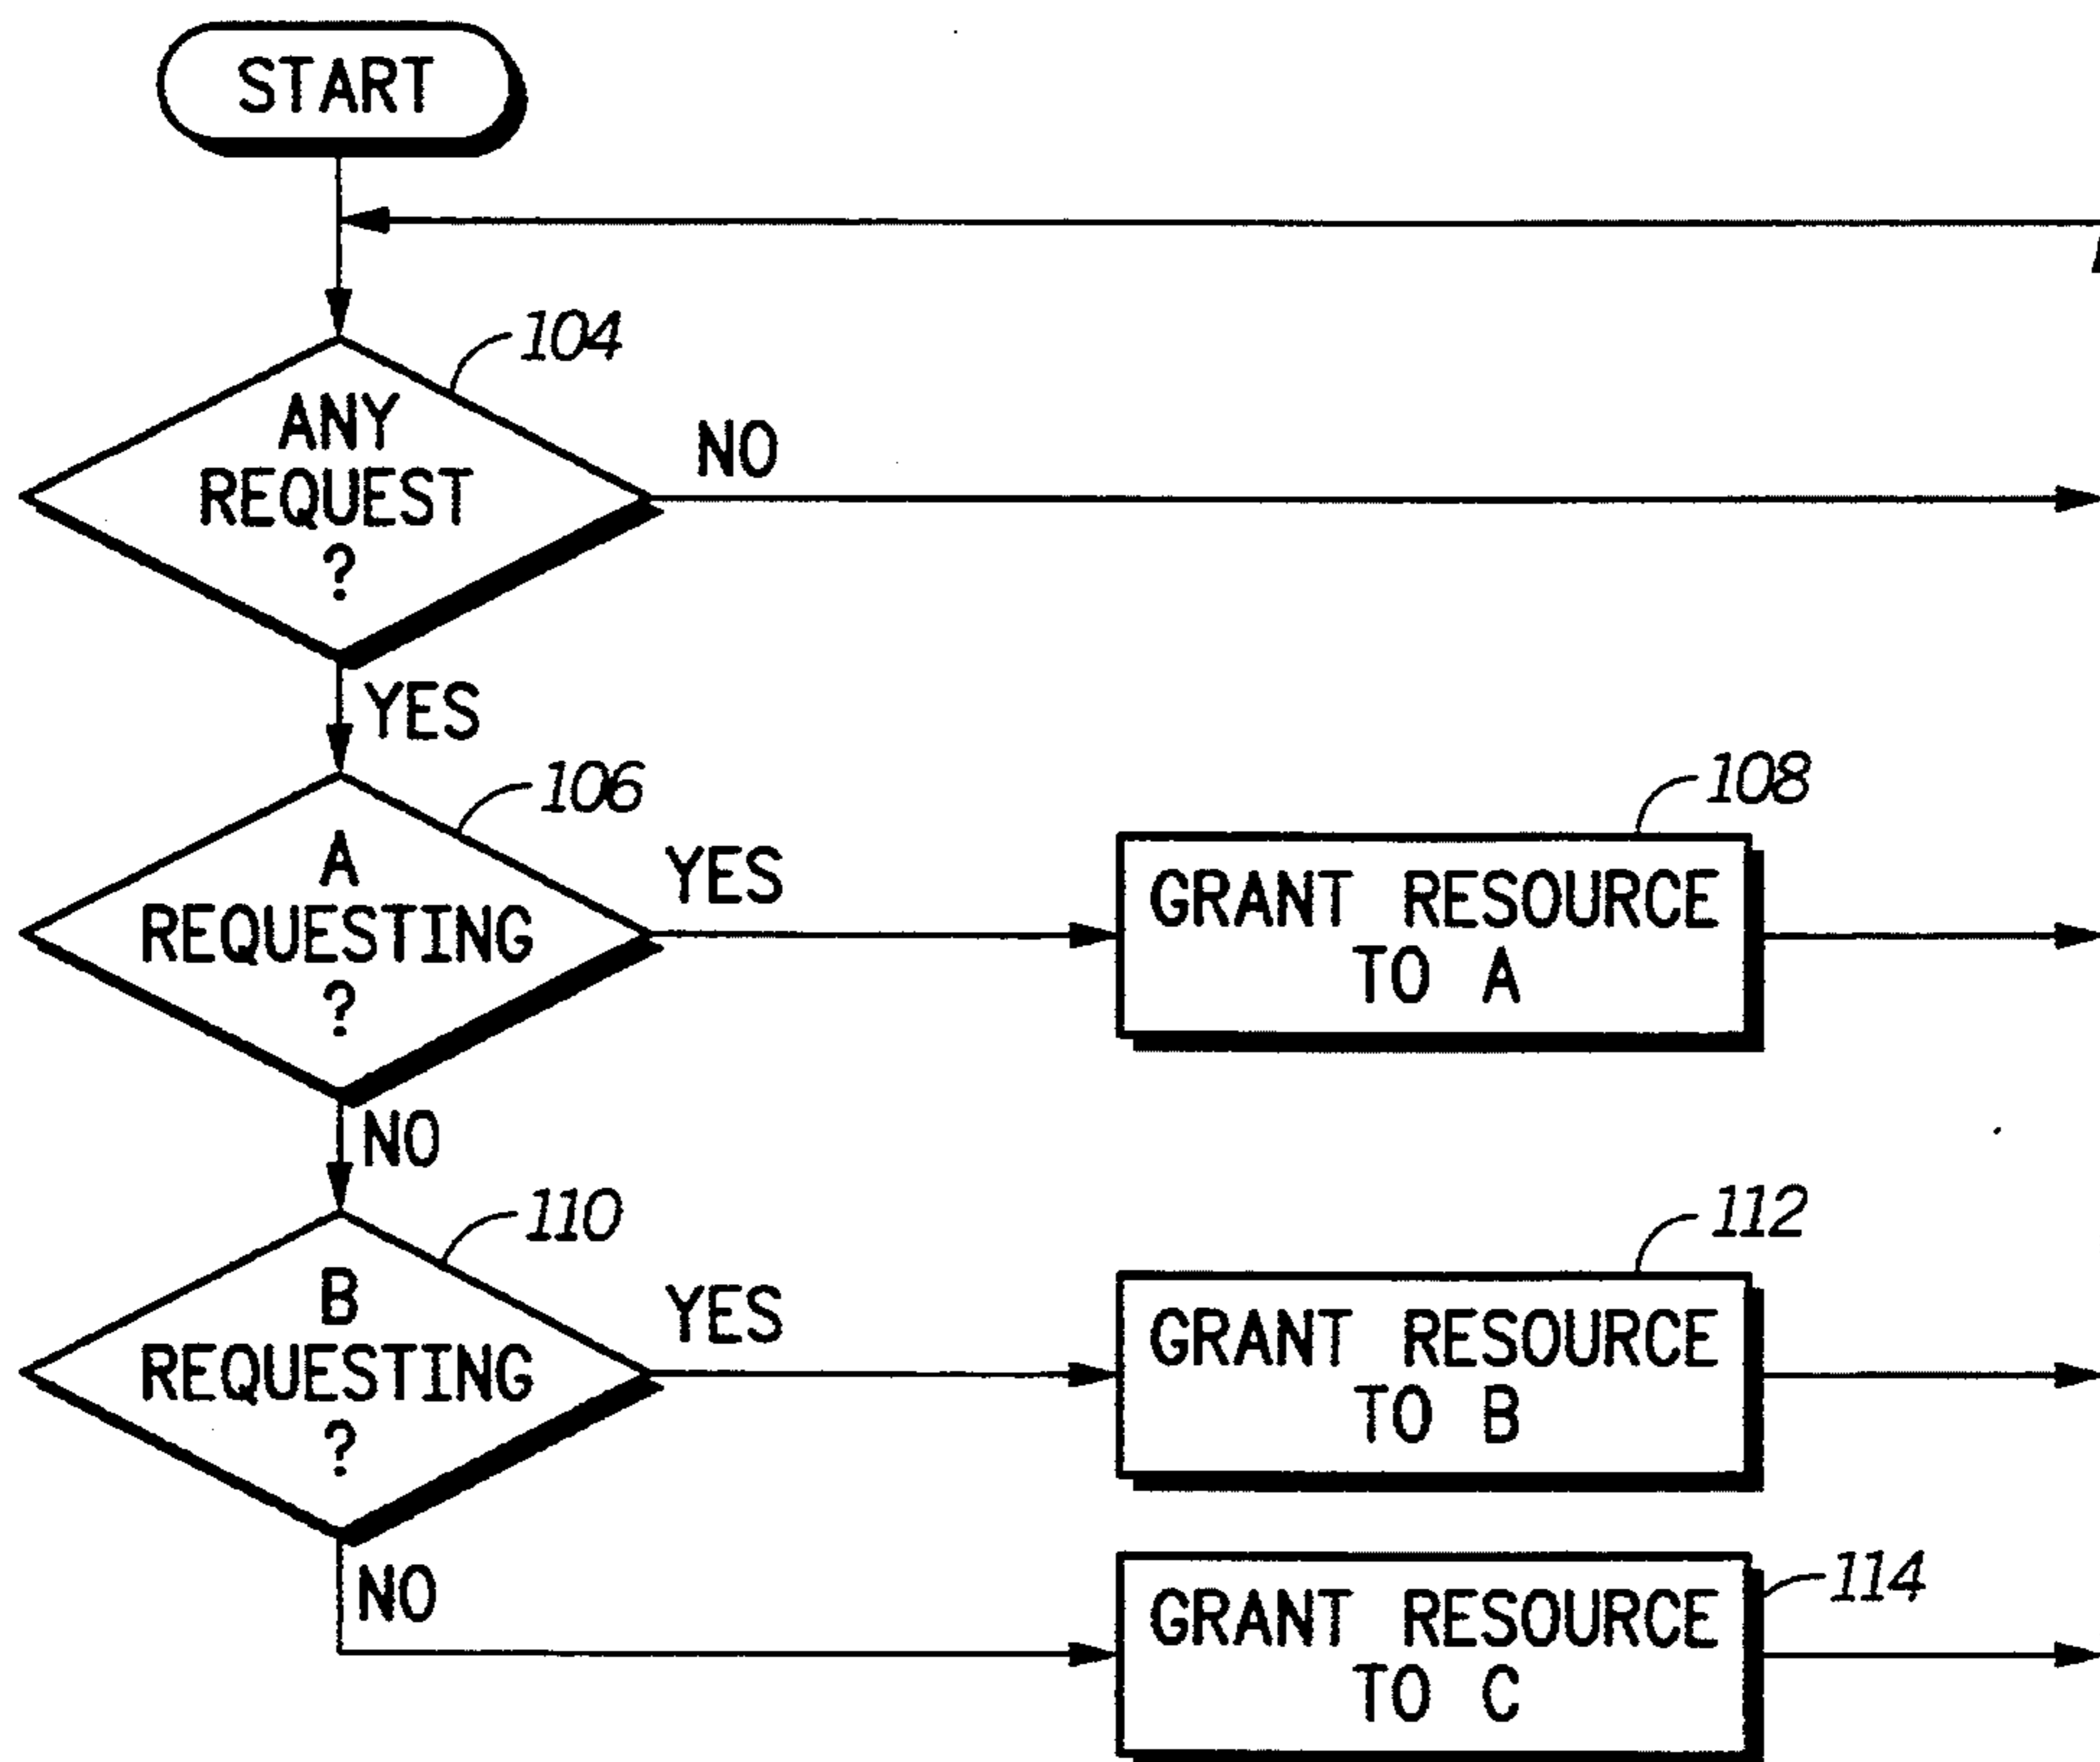 START
104
ANY
REQUEST
?
NO
YES
106
A
REQUESTING
?
YES
108
GRANT RESOURCE
TO A
NO
110
B
REQUESTING
?
YES
112
GRANT RESOURCE
TO B
NO
GRANT RESOURCE
TO C
114